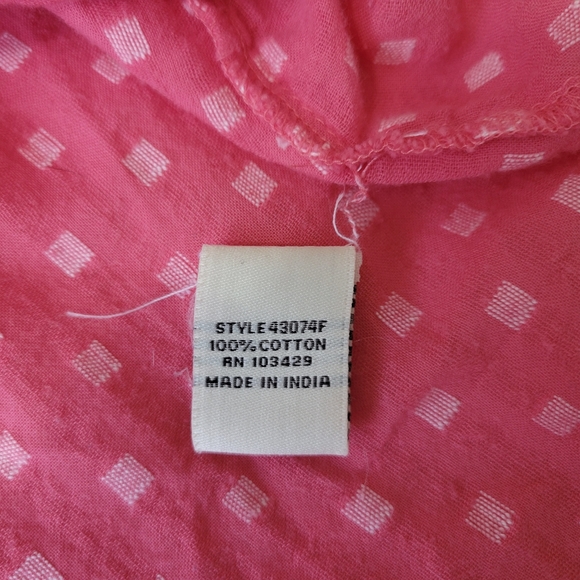 STYLE 43074F
100% COTTON
RN 103429
MADE IN INDIA